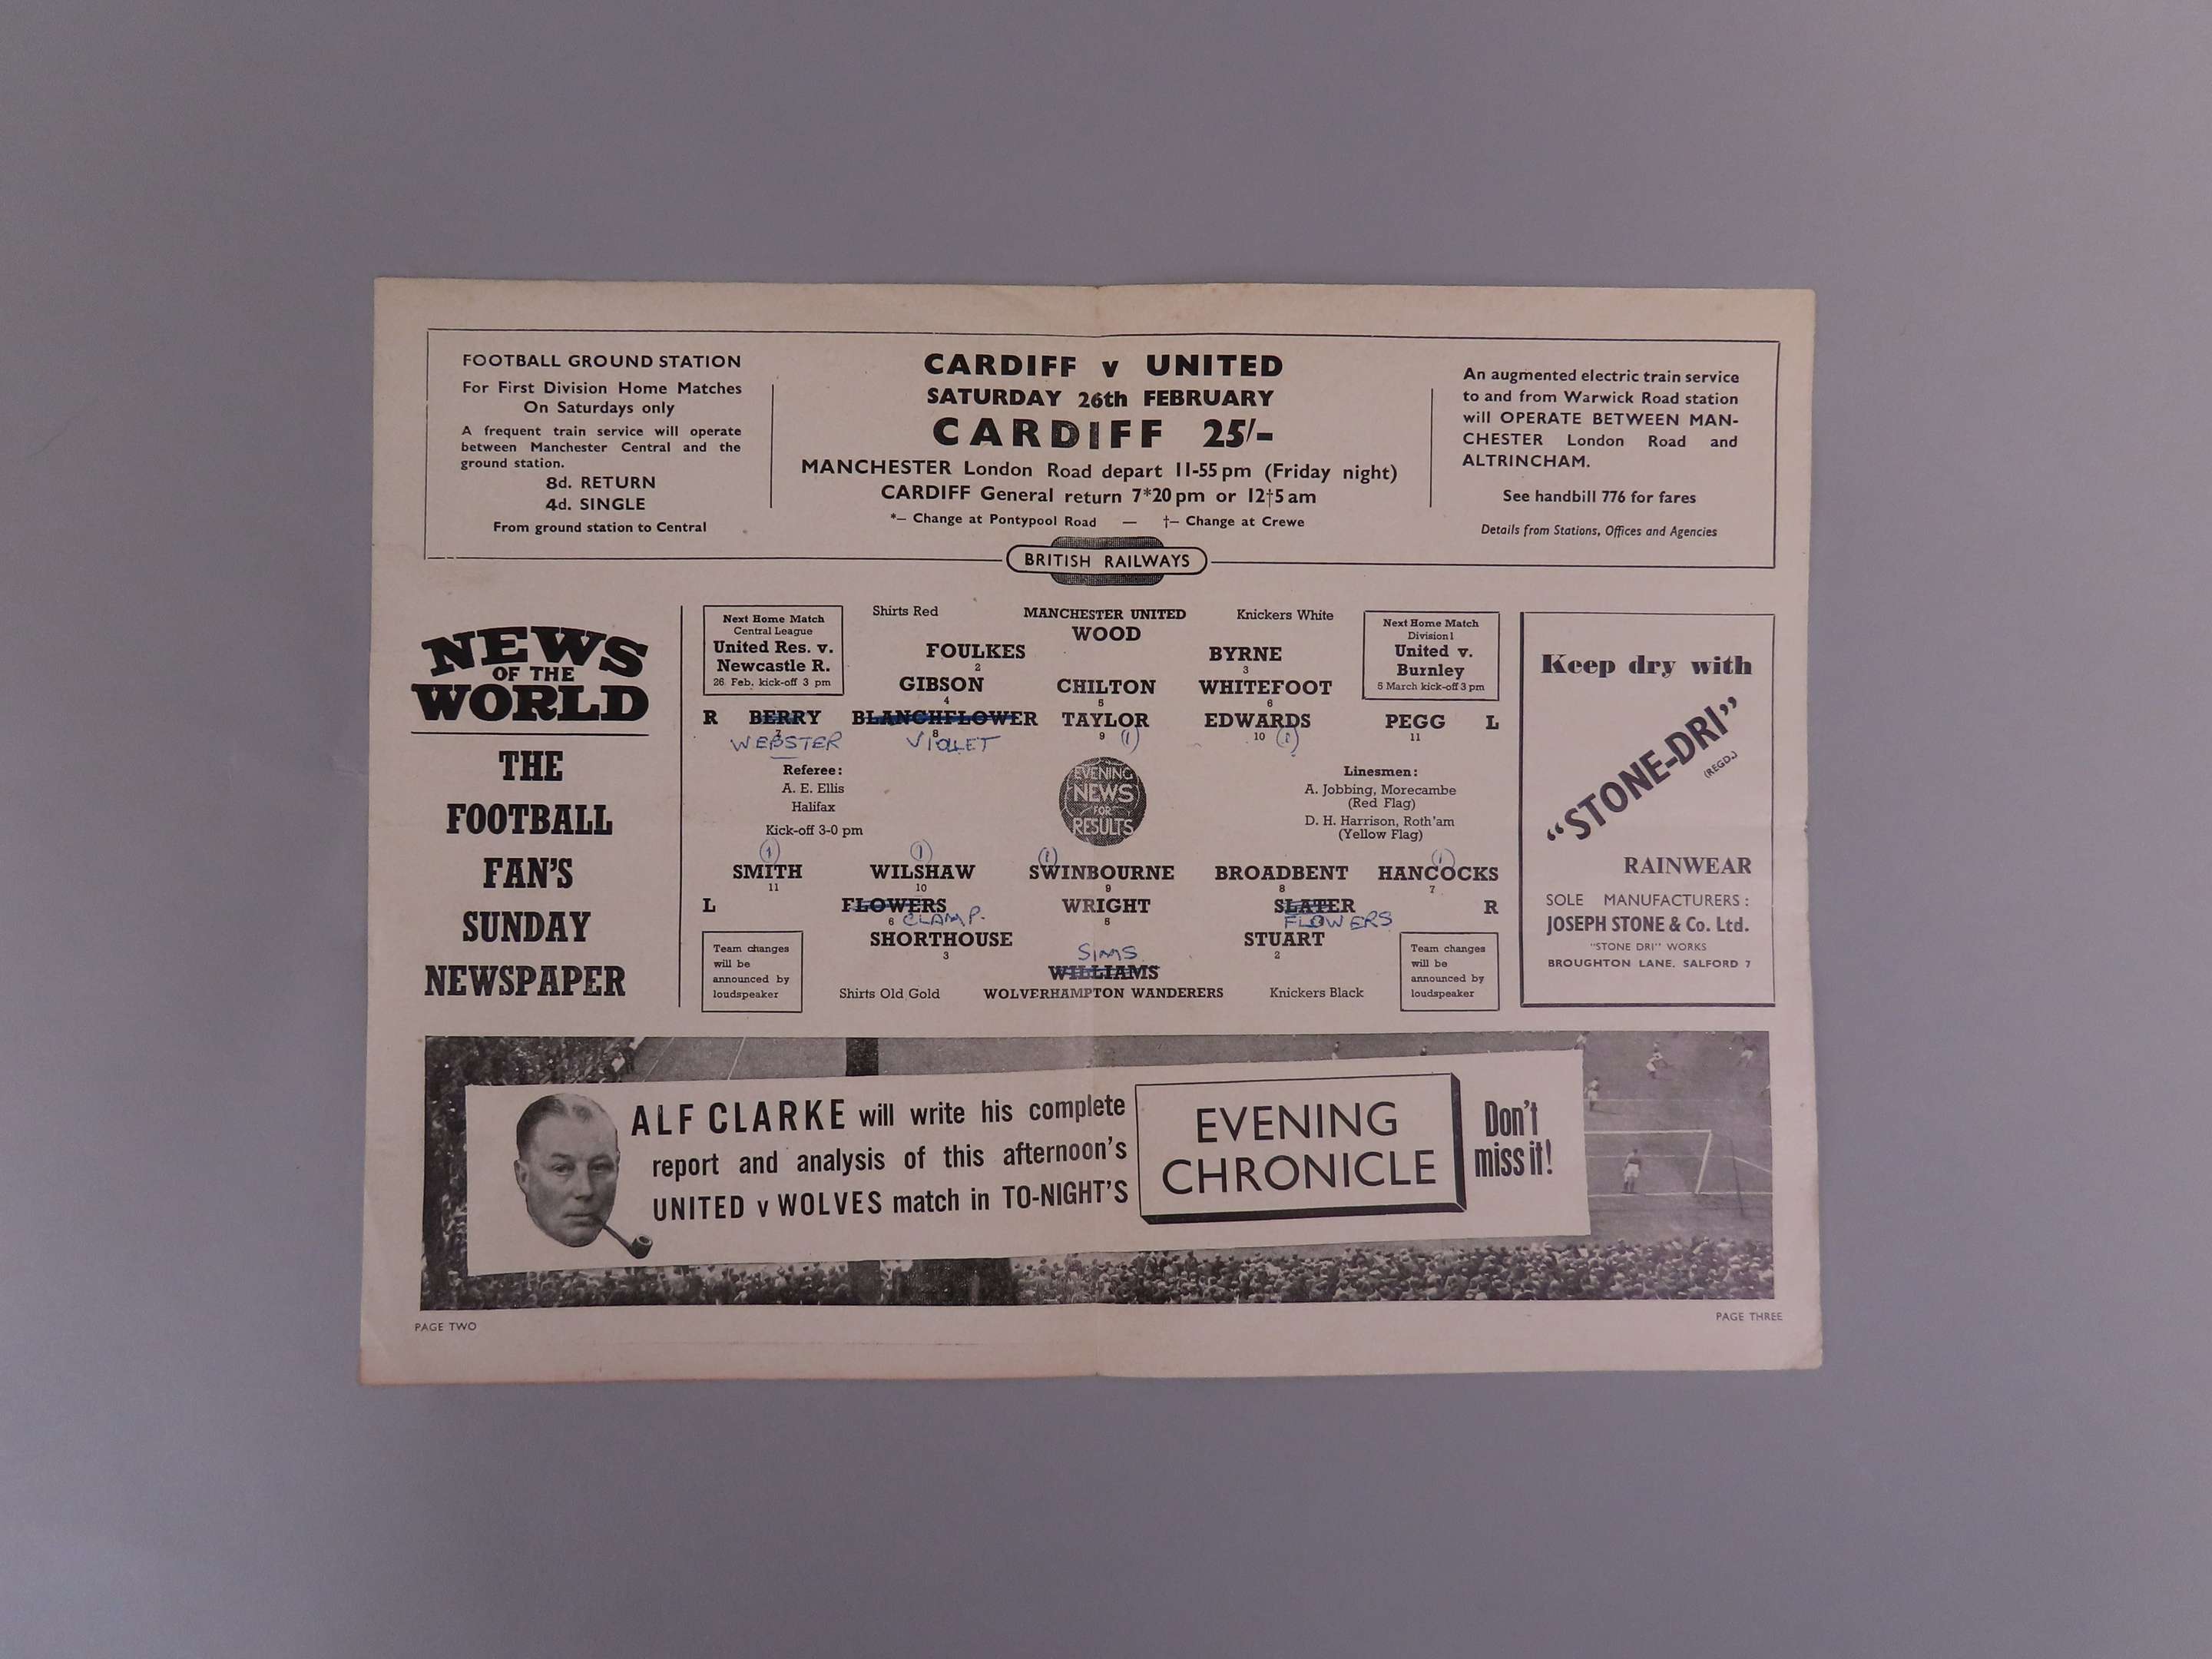 FOOTBALL GROUND STATION
For First Division Home Matches
On Saturdays only
A frequent train service will operate
between Manchester Central and the
ground station.
8d. RETURN
4d. SINGLE
From ground station to Central
CARDIFF v UNITED
SATURDAY 26th FEBRUARY
CARDIFF 25/-
MANCHESTER London Road depart 11-55 pm (Friday night)
CARDIFF General return 7*20 pm or 12†5 am
*— Change at Pontypool Road — †— Change at Crewe
An augmented electric train service
to and from Warwick Road station
will OPERATE BETWEEN MAN-
CHESTER London Road and
ALTRINCHAM.
See handbill 776 for fares
Details from Stations, Offices and Agencies
BRITISH RAILWAYS
NEWS
OF THE
WORLD
THE
FOOTBALL
FAN'S
SUNDAY
NEWSPAPER
Next Home Match
Central League
United Res. v.
Newcastle R.
26 Feb. kick-off 3 pm
Shirts Red MANCHESTER UNITED Knickers White
Next Home Match
Division 1
United v.
Burnley
5 March kick-off 3 pm
WOOD
FOULKES BYRNE
2 3
GIBSON CHILTON WHITEFOOT
4 5 6
R BERRY BLANCHFLOWER TAYLOR EDWARDS PEGG L
7 8 9 (1) 10 (1) 11
WEBSTER VIOLLET
Referee:
A. E. Ellis
Halifax
Kick-off 3-0 pm
EVENING
NEWS
FOR
RESULTS
Linesmen:
A. Jobbing, Morecambe
(Red Flag)
D. H. Harrison, Roth'am
(Yellow Flag)
(1) (1) (1) (1)
SMITH WILSHAW SWINBOURNE BROADBENT HANCOCKS
11 10 9 8 7
L FLOWERS WRIGHT SLATER R
6 CLAMP. 5 FLOWERS
SHORTHOUSE STUART
3 2
SIMS
WILLIAMS
Team changes
will be
announced by
loudspeaker
Shirts Old Gold WOLVERHAMPTON WANDERERS Knickers Black
Team changes
will be
announced by
loudspeaker
Keep dry with
"STONE-DRI"
(REGD.)
RAINWEAR
SOLE MANUFACTURERS:
JOSEPH STONE & Co. Ltd.
"STONE DRI" WORKS
BROUGHTON LANE, SALFORD 7
ALF CLARKE will write his complete
report and analysis of this afternoon's
UNITED v WOLVES match in TO-NIGHT'S
EVENING
CHRONICLE
Don't
miss it!
PAGE TWO
PAGE THREE